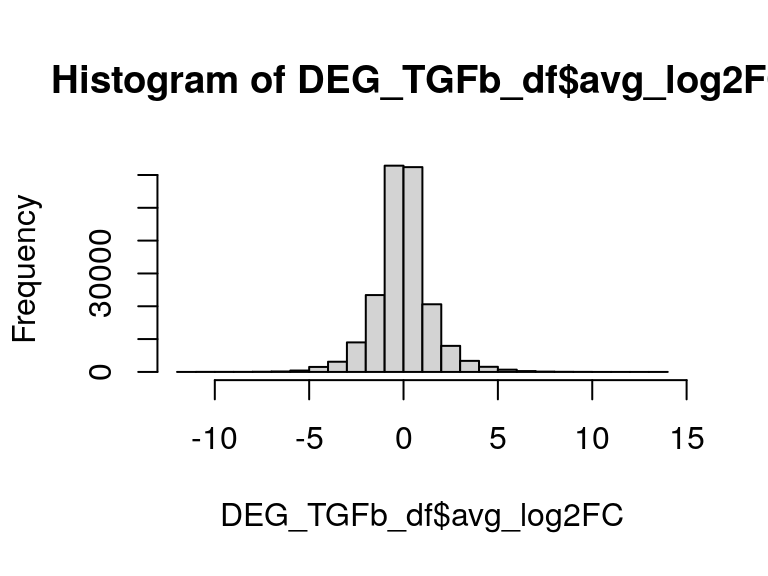 Histogram of DEG_TGFb_df$avg_log2F
Frequency
30000
0
-10 -5 0 5 10 15
DEG_TGFb_df$avg_log2FC